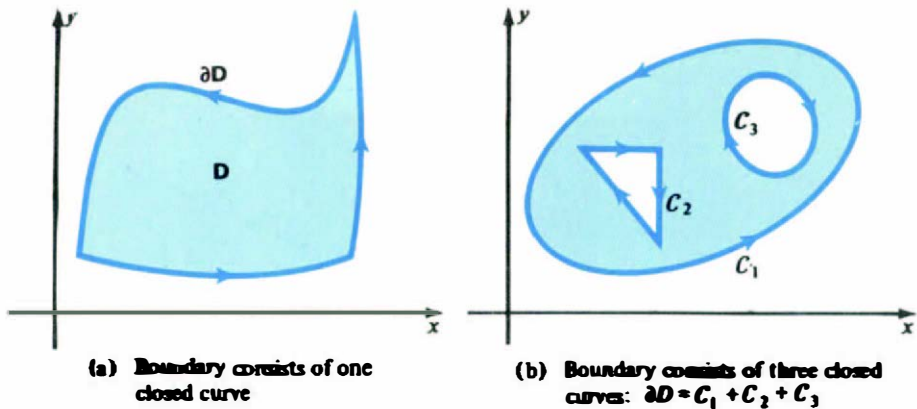 y
∂D
D
x
(a) Boundary consists of one
closed curve
y
C₃
C₂
C₁
x
(b) Boundary consists of three closed
curves: ∂D = C₁ + C₂ + C₃